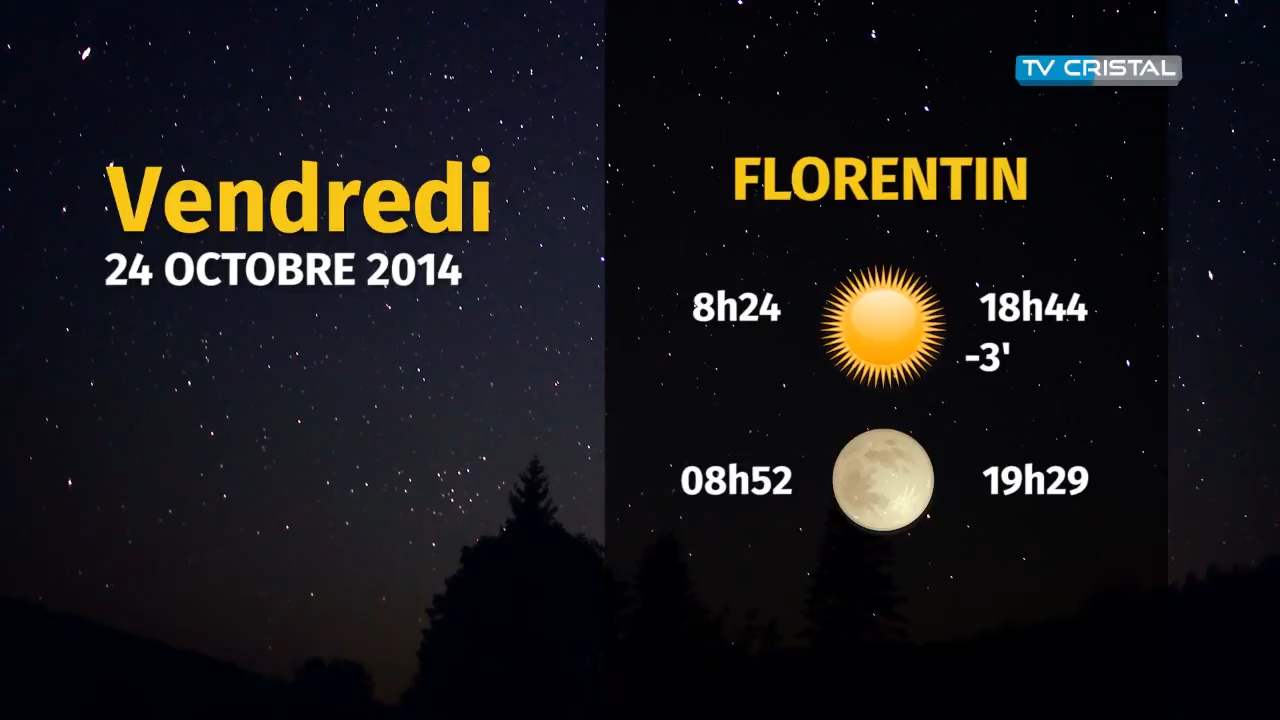 TV CRISTAL
Vendredi
24 OCTOBRE 2014
FLORENTIN
8h24
18h44
-3'
08h52
19h29